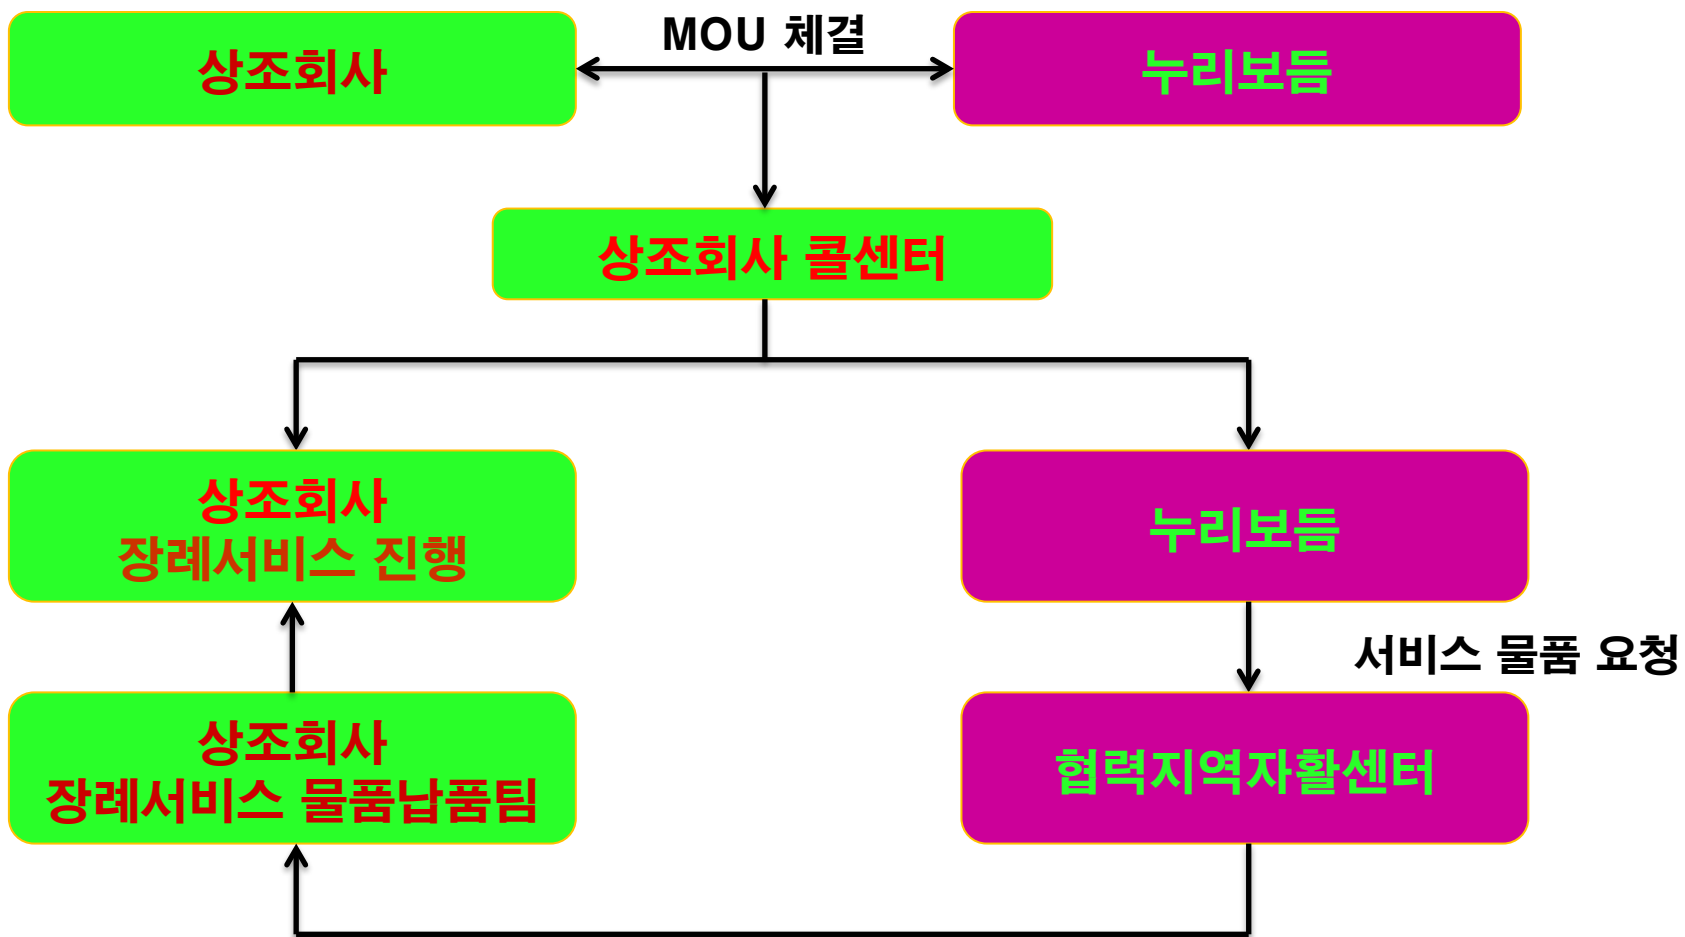 상조회사
MOU 체결
누리보듬
상조회사 콜센터
상조회사
장례서비스 진행
누리보듬
서비스 물품 요청
상조회사
장례서비스 물품납품팀
협력지역자활센터